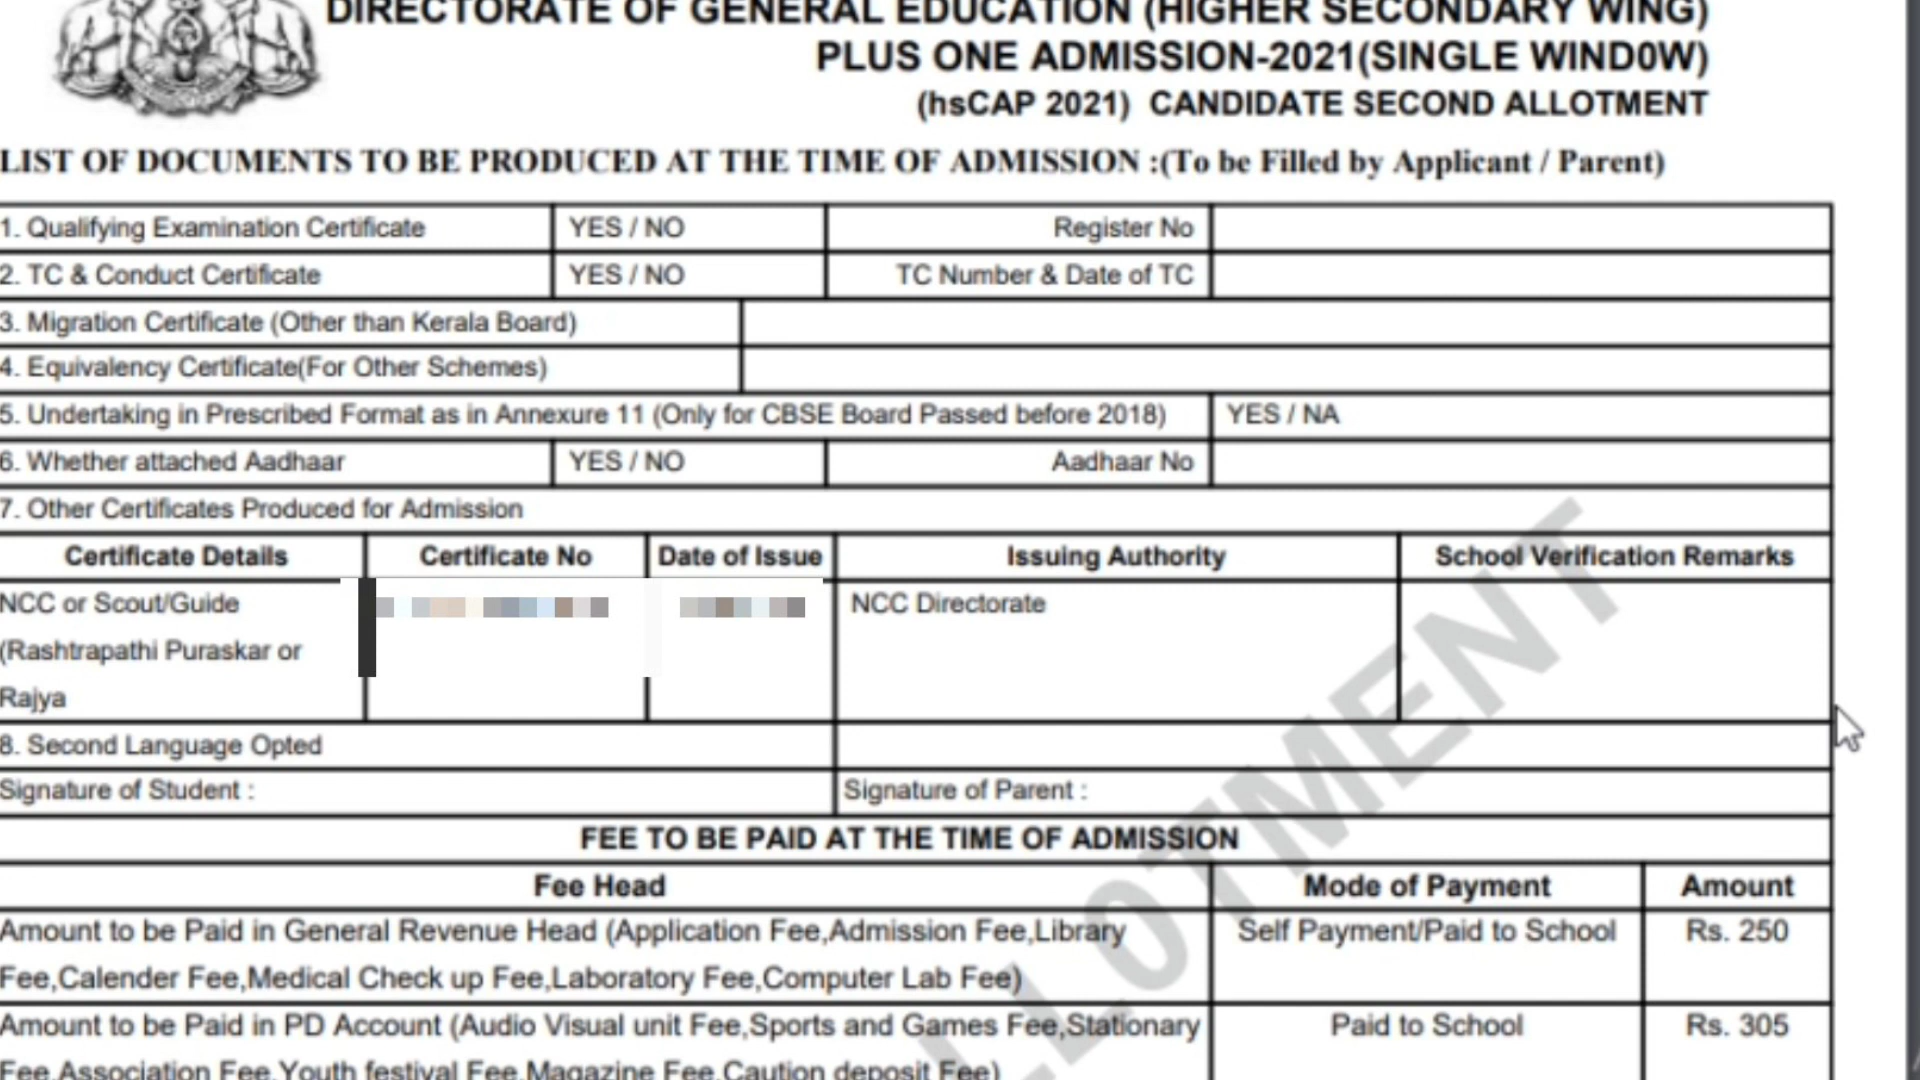 DIRECTORATE OF GENERAL EDUCATION (HIGHER SECONDARY WING)
PLUS ONE ADMISSION-2021(SINGLE WIND0W)
(hsCAP 2021) CANDIDATE SECOND ALLOTMENT
LIST OF DOCUMENTS TO BE PRODUCED AT THE TIME OF ADMISSION :(To be Filled by Applicant / Parent)
1. Qualifying Examination Certificate YES / NO Register No
2. TC & Conduct Certificate YES / NO TC Number & Date of TC
3. Migration Certificate (Other than Kerala Board)
4. Equivalency Certificate(For Other Schemes)
5. Undertaking in Prescribed Format as in Annexure 11 (Only for CBSE Board Passed before 2018) YES / NA
6. Whether attached Aadhaar YES / NO Aadhaar No
7. Other Certificates Produced for Admission
Certificate Details Certificate No Date of Issue Issuing Authority School Verification Remarks
NCC or Scout/Guide NCC Directorate
(Rashtrapathi Puraskar or
Rajya
8. Second Language Opted
Signature of Student : Signature of Parent :
FEE TO BE PAID AT THE TIME OF ADMISSION
Fee Head Mode of Payment Amount
Amount to be Paid in General Revenue Head (Application Fee,Admission Fee,Library Self Payment/Paid to School Rs. 250
Fee,Calender Fee,Medical Check up Fee,Laboratory Fee,Computer Lab Fee)
Amount to be Paid in PD Account (Audio Visual unit Fee,Sports and Games Fee,Stationary Paid to School Rs. 305
Fee,Association Fee,Youth festival Fee,Magazine Fee,Caution deposit Fee)
LLOTMENT